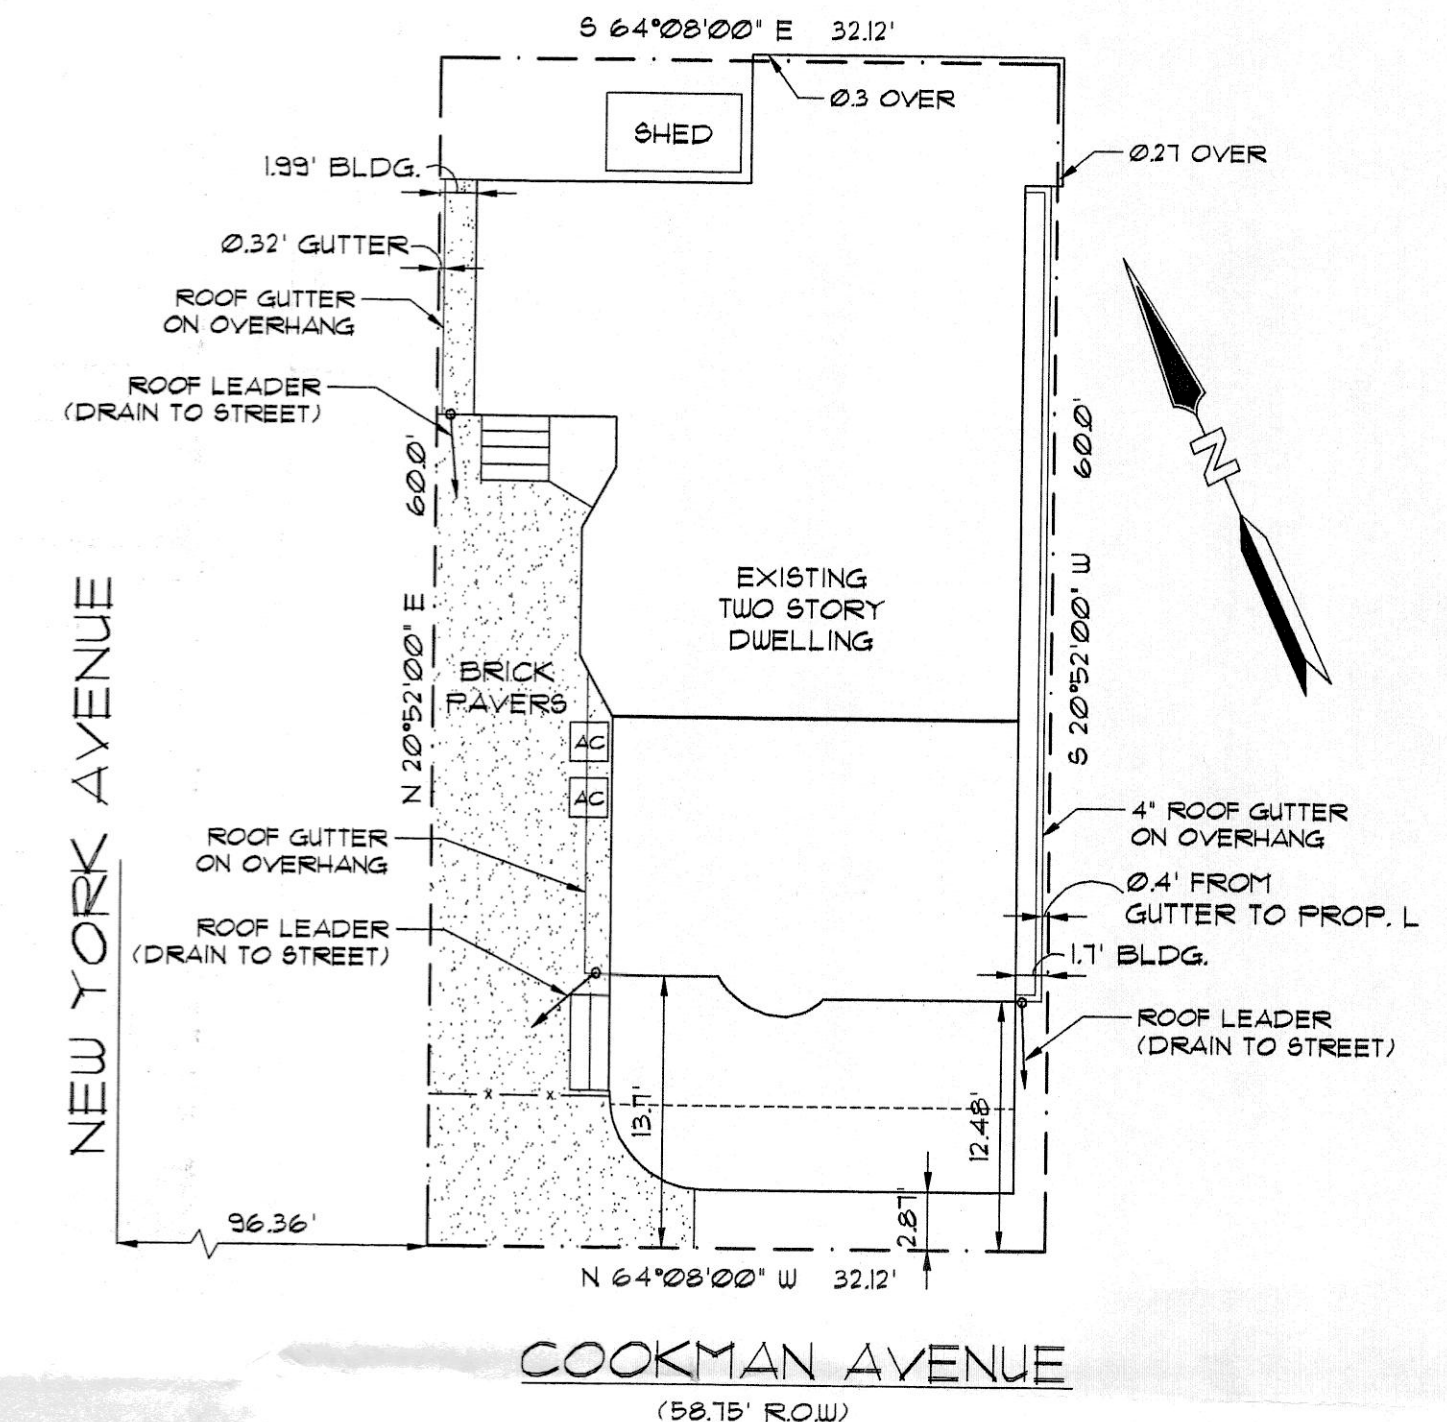 S 64°08'00" E 32.12'
0.3 OVER
SHED
0.27 OVER
1.99' BLDG.
0.32' GUTTER
ROOF GUTTER
ON OVERHANG
ROOF LEADER
(DRAIN TO STREET)
60.0'
60.0'
N
EXISTING
TWO STORY
DWELLING
N 20°52'00" E
S 20°52'00" W
BRICK
PAVERS
NEW YORK AVENUE
AC
AC
ROOF GUTTER
ON OVERHANG
4" ROOF GUTTER
ON OVERHANG
0.4' FROM
GUTTER TO PROP. L
ROOF LEADER
(DRAIN TO STREET)
1.7' BLDG.
ROOF LEADER
(DRAIN TO STREET)
x x
12.48'
96.36'
N 64°08'00" W 32.12'
COOKMAN AVENUE
(58.75' R.O.W)